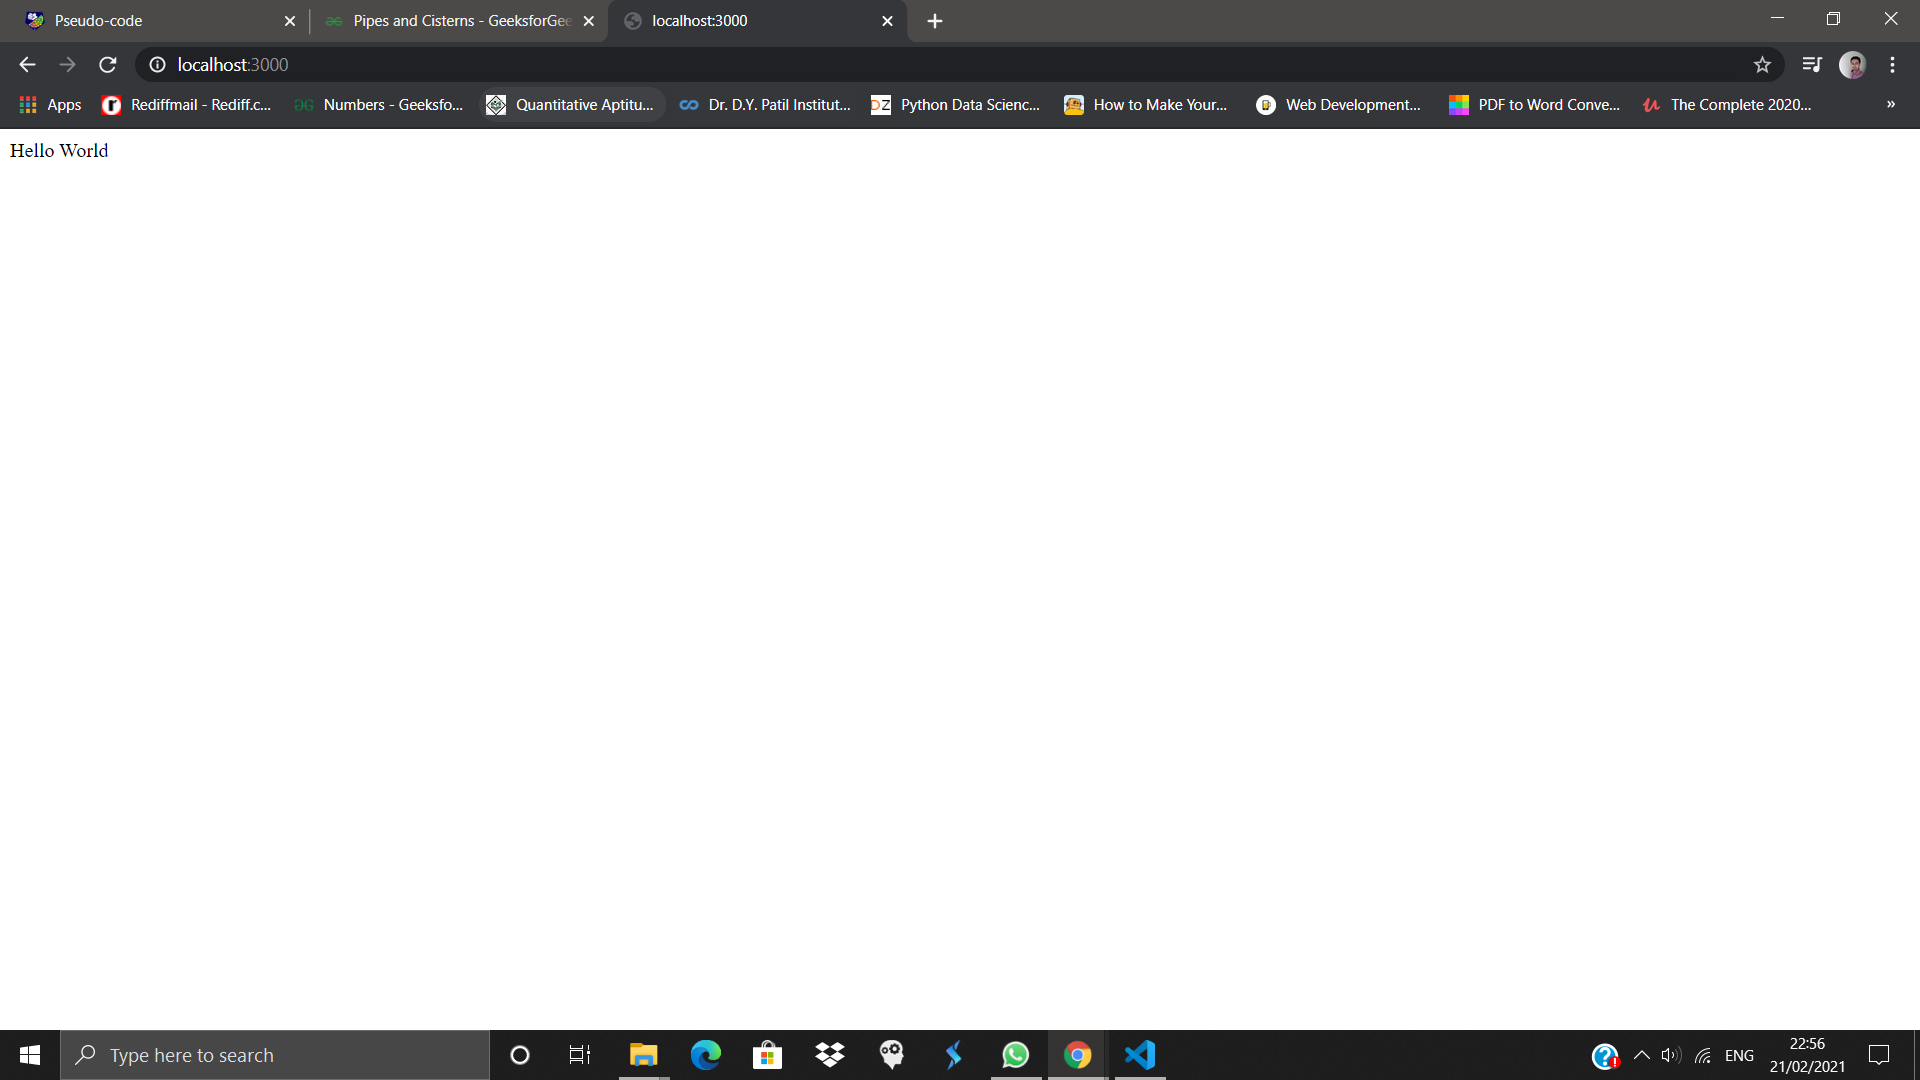 Pseudo-code
Pipes and Cisterns - GeeksforGee
localhost:3000
localhost:3000
Apps
Rediffmail - Rediff.c...
Numbers - Geeksfo...
Quantitative Aptitu...
Dr. D.Y. Patil Institut...
Python Data Scienc...
How to Make Your...
Web Development...
PDF to Word Conve...
The Complete 2020...
»
Hello World
Type here to search
ENG
22:56
21/02/2021